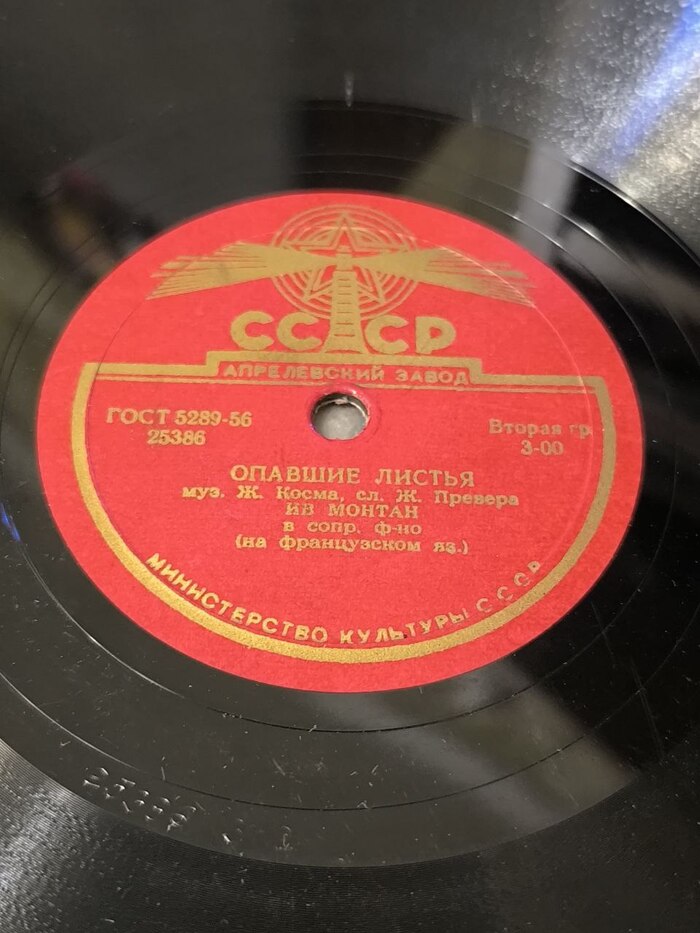 СССР
АПРЕЛЕВСКИЙ ЗАВОД
ГОСТ 5289-56
25386
Вторая гр
3-00
ОПАВШИЕ ЛИСТЬЯ
муз. Ж. Косма, сл. Ж. Превера
ИВ МОНТАН
в сопр. ф-но
(на французском яз.)
МИНИСТЕРСТВО КУЛЬТУРЫ СССР